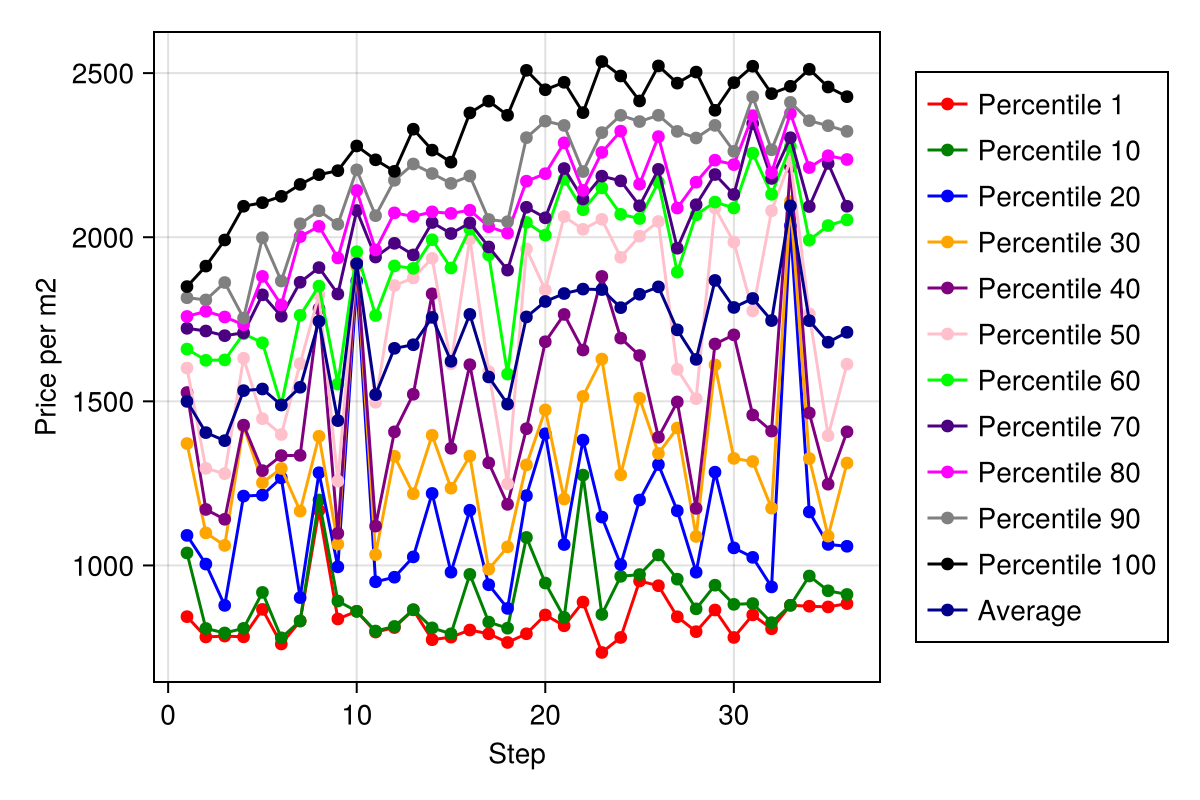 2500
2000
1500
1000
Price per m2
0 10 20 30
Step
Percentile 1
Percentile 10
Percentile 20
Percentile 30
Percentile 40
Percentile 50
Percentile 60
Percentile 70
Percentile 80
Percentile 90
Percentile 100
Average